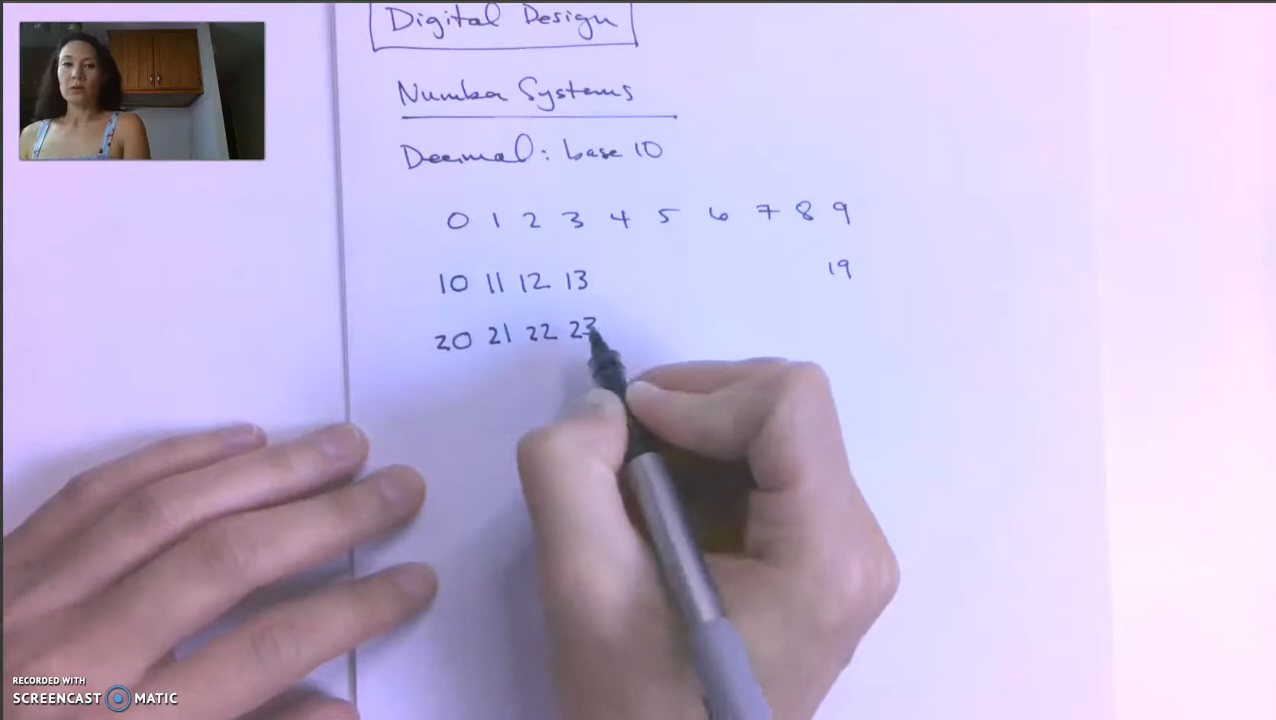 Digital Design
Number Systems
Decimal: base 10
0 1 2 3 4 5 6 7 8 9
10 11 12 13 19
20 21 22 23
RECORDED WITH
SCREENCAST MATIC